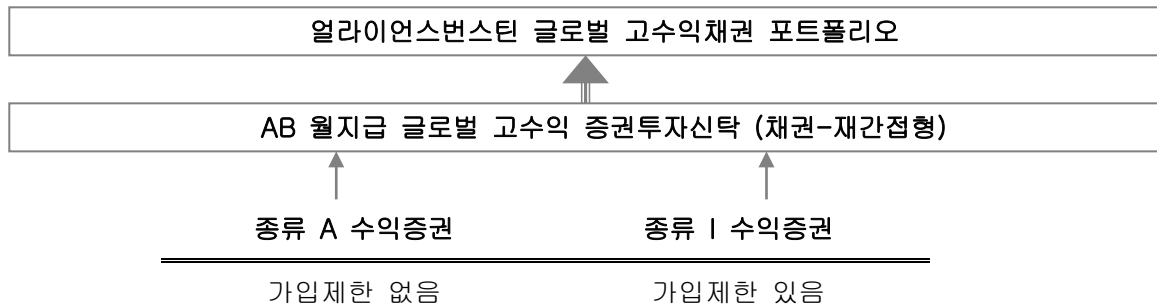 얼라이언스번스틴 글로벌 고수익채권 포트폴리오
AB 월지급 글로벌 고수익 증권투자신탁 (채권-재간접형)
종류 A 수익증권 종류 I 수익증권
가입제한 없음 가입제한 있음